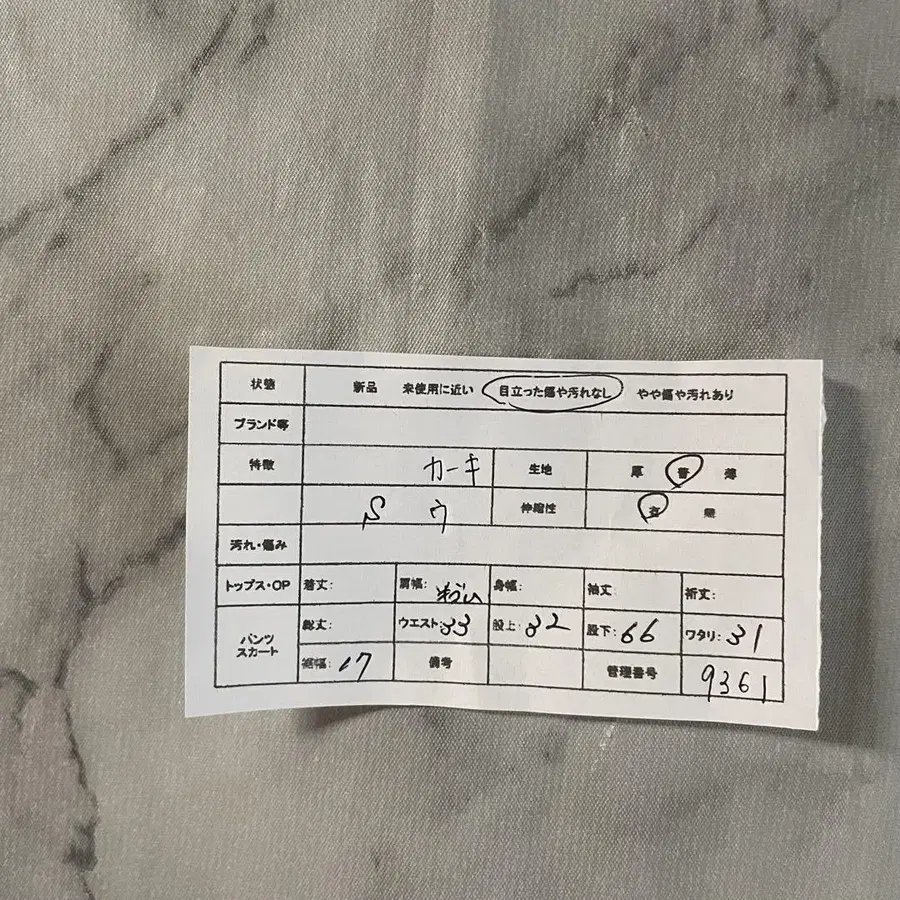 状態 新品 未使用に近い 目立った傷や汚れなし やや傷や汚れあり
ブランド等
特徴 カーキ 生地 厚 普 薄
S ウ 伸縮性 有 無
汚れ・傷み
トップス・OP 着丈: 肩幅: 身幅: 袖丈 裄丈:
パンツ スカート 総丈: ウエスト:33 股上:32 股下:66 ワタリ:31
裾幅:17 備考 管理番号 9361